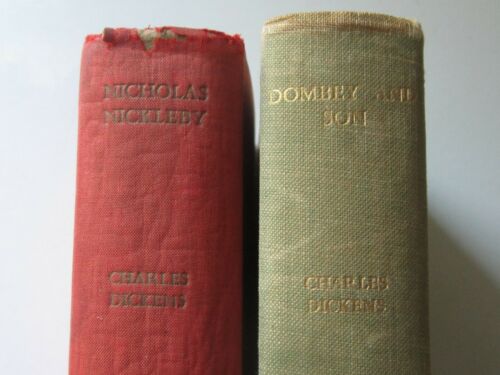 NICHOLAS
NICKLEBY
CHARLES
DICKENS
DOMBEY AND
SON
CHARLES
DICKENS